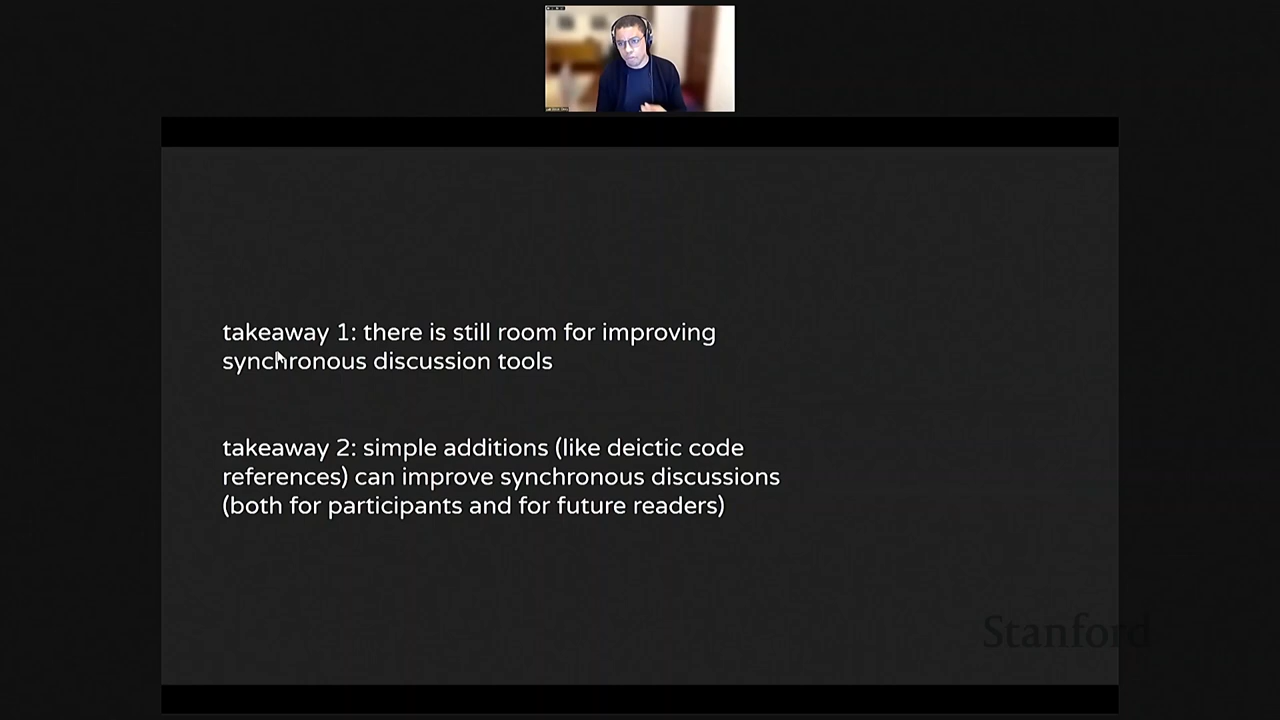 takeaway 1: there is still room for improving
synchronous discussion tools
takeaway 2: simple additions (like deictic code
references) can improve synchronous discussions
(both for participants and for future readers)
Stanford